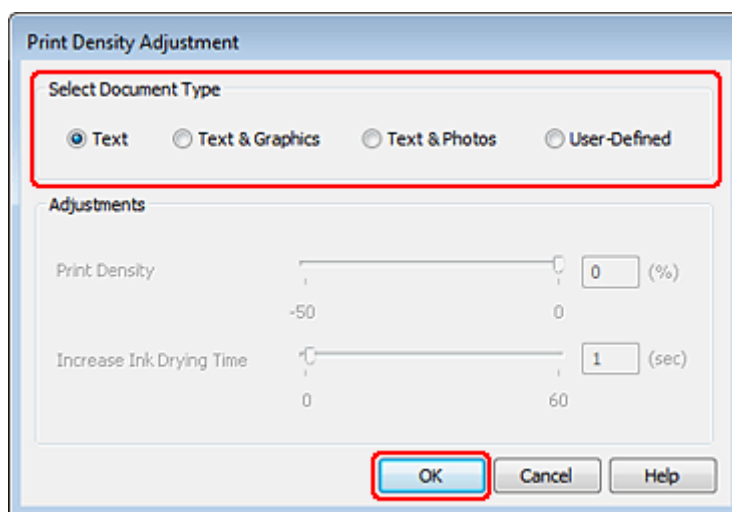 Print Density Adjustment
Select Document Type
Text Text & Graphics Text & Photos User-Defined
Adjustments
Print Density 0 (%)
-50 0
Increase Ink Drying Time 1 (sec)
0 60
OK Cancel Help